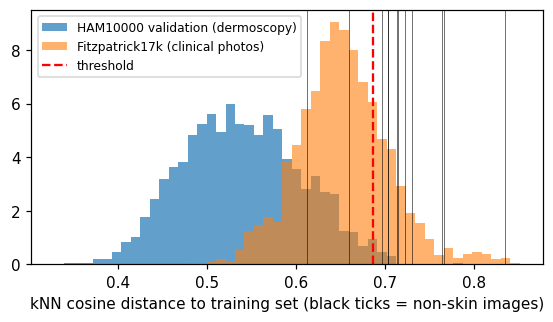 HAM10000 validation (dermoscopy)
Fitzpatrick17k (clinical photos)
threshold
8
6
4
2
0
0.4 0.5 0.6 0.7 0.8
kNN cosine distance to training set (black ticks = non-skin images)